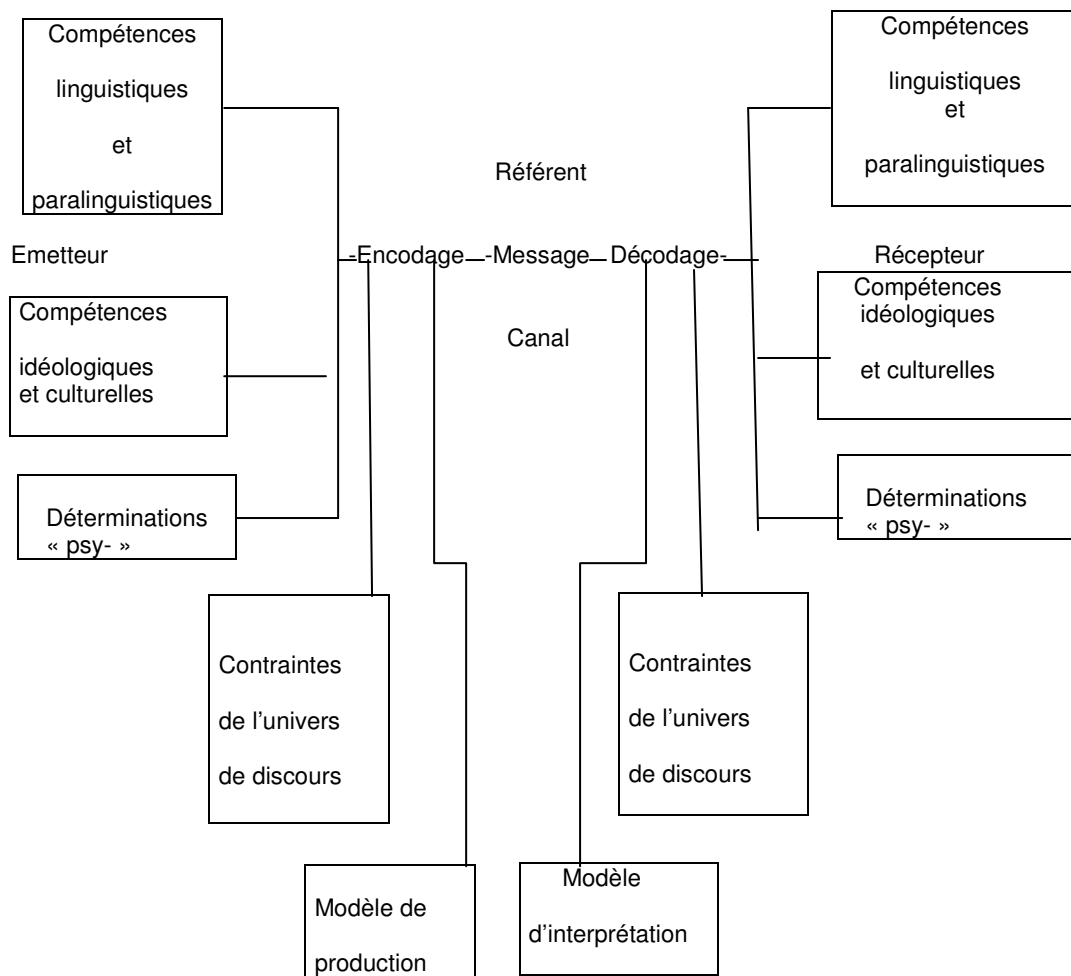 Compétences
linguistiques
et
paralinguistiques
Emetteur
Compétences
idéologiques
et culturelles
Déterminations
« psy- »
Référent
-Encodage -Message Décodage-
Canal
Compétences
linguistiques
et
paralinguistiques
Récepteur
Compétences
idéologiques
et culturelles
Déterminations
« psy- »
Contraintes
de l'univers
de discours
Contraintes
de l'univers
de discours
Modèle de
production
Modèle
d'interprétation